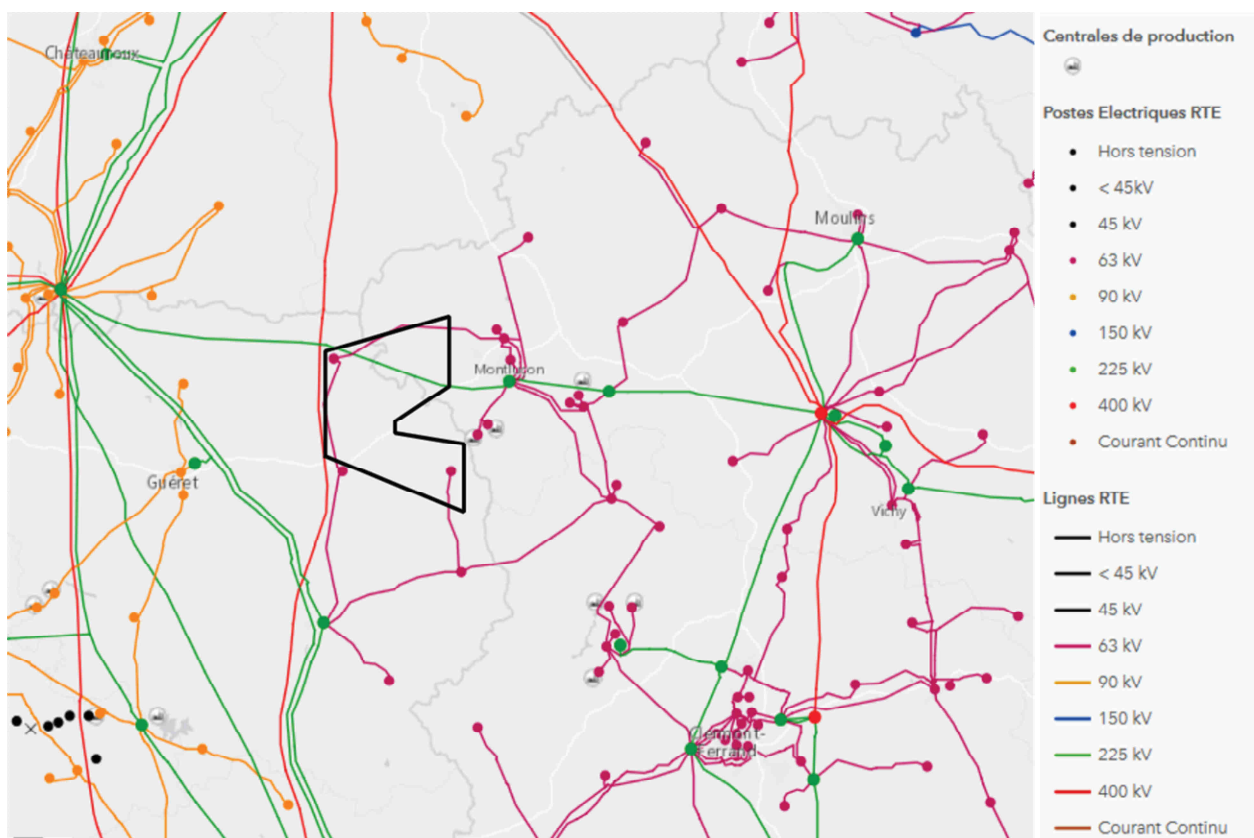 Châteauroux
Moulins
Montluçon
Guéret
Vichy
Clermont-
Ferrand
Centrales de production
Postes Electriques RTE
Hors tension
< 45kV
45 kV
63 kV
90 kV
150 kV
225 kV
400 kV
Courant Continu
Lignes RTE
Hors tension
< 45 kV
45 kV
63 kV
90 kV
150 kV
225 kV
400 kV
Courant Continu